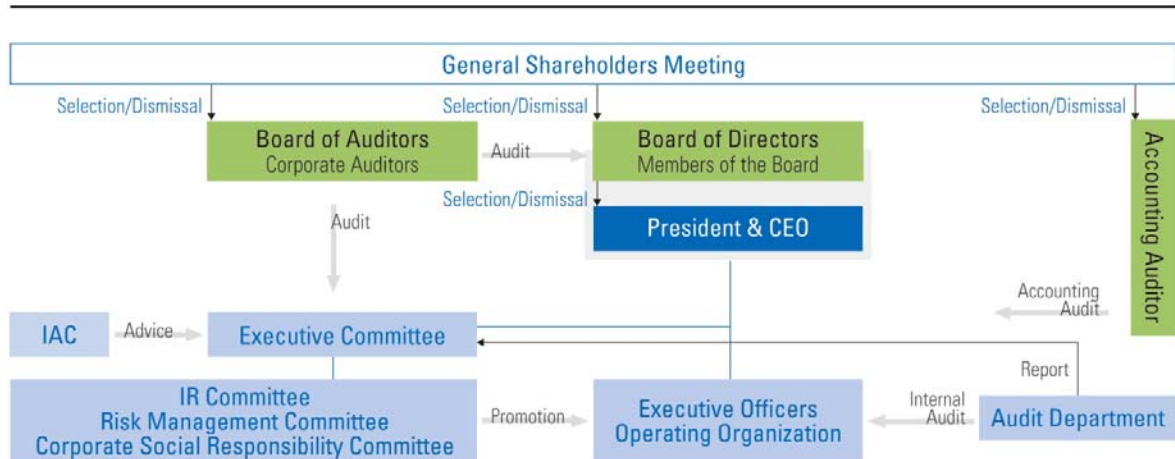 General Shareholders Meeting
Selection/Dismissal
Selection/Dismissal
Selection/Dismissal
Board of Auditors
Corporate Auditors
Audit
Board of Directors
Members of the Board
Accounting Auditor
Selection/Dismissal
Audit
President & CEO
Accounting
Audit
IAC
Advice
Executive Committee
Report
IR Committee
Risk Management Committee
Corporate Social Responsibility Committee
Promotion
Executive Officers
Operating Organization
Internal
Audit
Audit Department